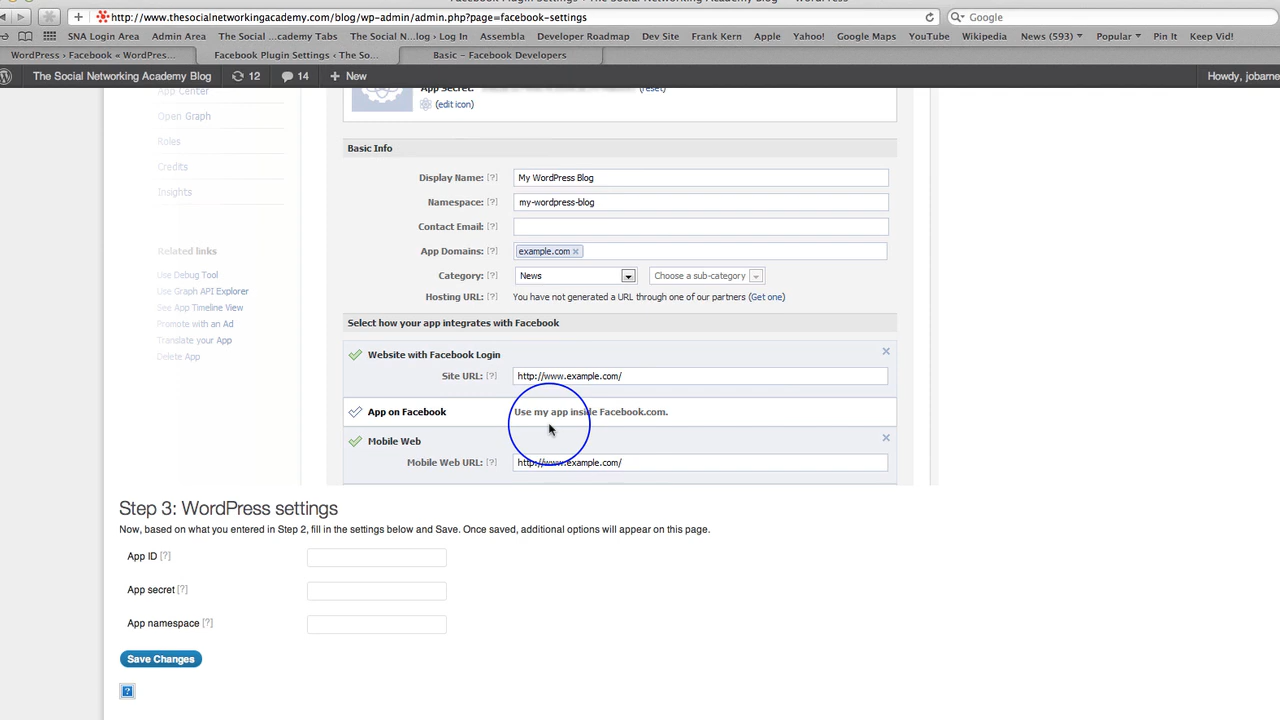 Facebook Plugin Settings ‹ The Social Networking Academy Blog — WordPress
http://www.thesocialnetworkingacademy.com/blog/wp-admin/admin.php?page=facebook-settings
Google
SNA Login Area Admin Area The Social ...cademy Tabs The Social N...log › Log In Assembla Developer Roadmap Dev Site Frank Kern Apple Yahoo! Google Maps YouTube Wikipedia News (593) Popular Pin It Keep Vid!
WordPress › Facebook « WordPres... Facebook Plugin Settings ‹ The So... Basic – Facebook Developers
The Social Networking Academy Blog 12 14 + New Howdy, jobarne
App Center
App Secret: (reset)
(edit icon)
Open Graph
Roles
Credits
Insights
Related links
Use Debug Tool
Use Graph API Explorer
See App Timeline View
Promote with an Ad
Translate your App
Delete App
Basic Info
Display Name: [?] My WordPress Blog
Namespace: [?] my-wordpress-blog
Contact Email: [?]
App Domains: [?] example.com ×
Category: [?] News Choose a sub-category
Hosting URL: [?] You have not generated a URL through one of our partners (Get one)
Select how your app integrates with Facebook
Website with Facebook Login
Site URL: [?] http://www.example.com/
App on Facebook Use my app inside Facebook.com.
Mobile Web
Mobile Web URL: [?] http://www.example.com/
Step 3: WordPress settings
Now, based on what you entered in Step 2, fill in the settings below and Save. Once saved, additional options will appear on this page.
App ID [?]
App secret [?]
App namespace [?]
Save Changes
?